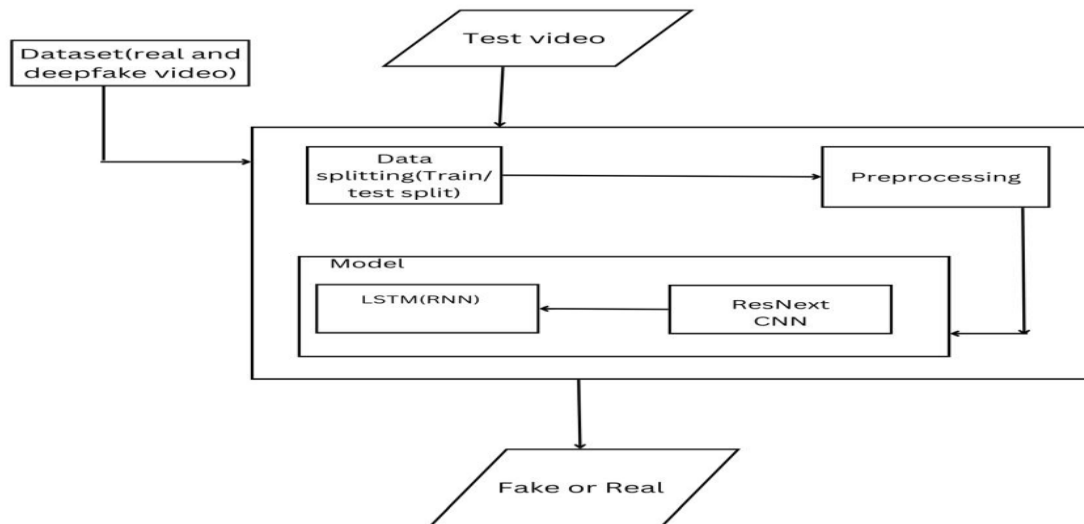 Test video
Dataset(real and
deepfake video)
Data
splitting(Train/
test split)
Preprocessing
Model
LSTM(RNN)
ResNext
CNN
Fake or Real